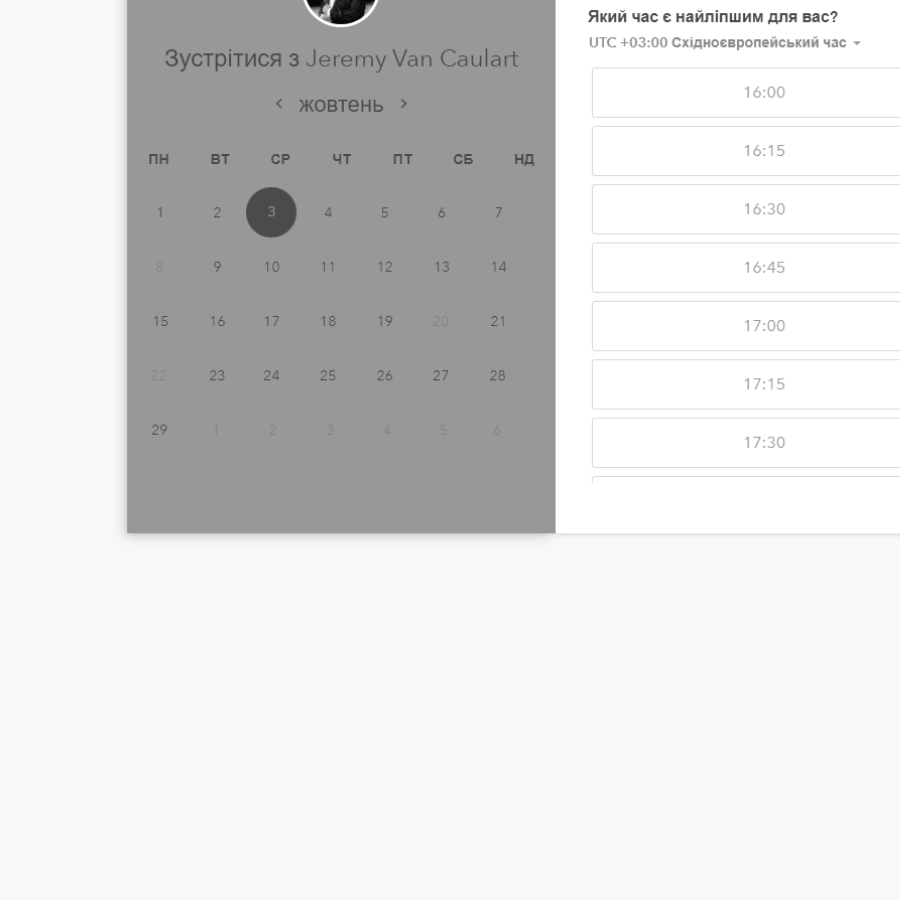 Зустрітися з Jeremy Van Caulart
жовтень
ПН ВТ СР ЧТ ПТ СБ НД
1 2 3 4 5 6 7
8 9 10 11 12 13 14
15 16 17 18 19 20 21
22 23 24 25 26 27 28
29 1 2 3 4 5 6
Який час є найліпшим для вас?
UTC +03:00 Східноєвропейський час
16:00
16:15
16:30
16:45
17:00
17:15
17:30